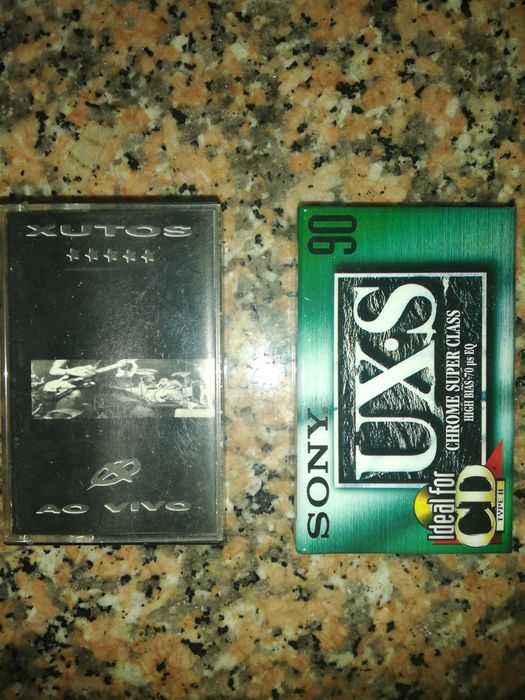 XUTOS
*****
AO VIVO
SONY
90
UX·S
CHROME SUPER CLASS
HIGH BIAS·70 µs EQ
Ideal for
CD
TYPE II